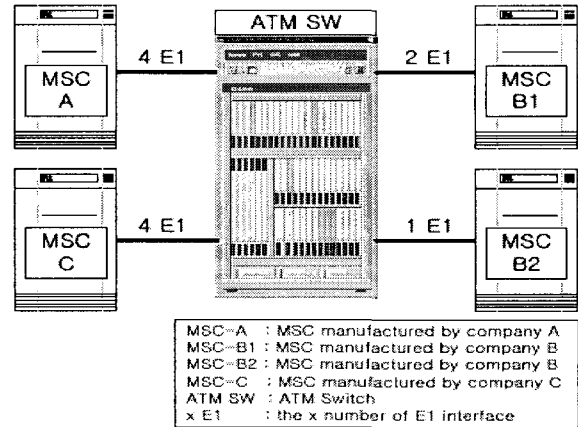 ATM SW
4 E1
2 E1
MSC
A
MSC
B1
4 E1
1 E1
MSC
C
MSC
B2
MSC-A : MSC manufactured by company A
MSC-B1 : MSC manufactured by company B
MSC-B2 : MSC manufactured by company B
MSC-C : MSC manufactured by company C
ATM SW : ATM Switch
x E1 : the x number of E1 interface